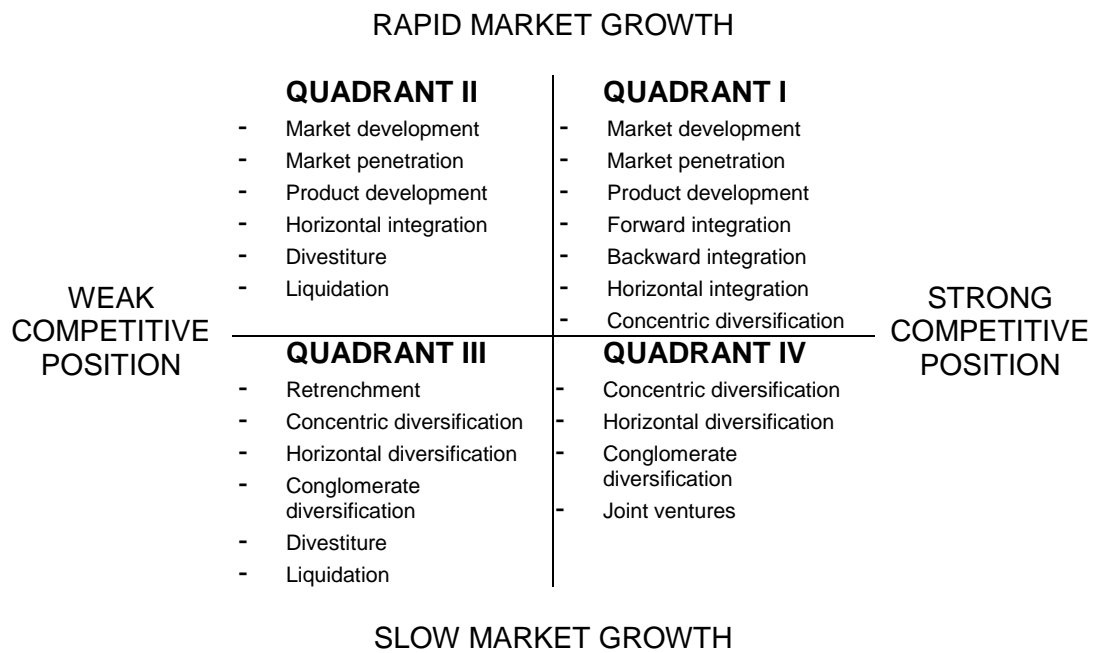 RAPID MARKET GROWTH
QUADRANT II
- Market development
- Market penetration
- Product development
- Horizontal integration
- Divestiture
- Liquidation
QUADRANT I
- Market development
- Market penetration
- Product development
- Forward integration
- Backward integration
- Horizontal integration
- Concentric diversification
WEAK
COMPETITIVE
POSITION
STRONG
COMPETITIVE
POSITION
QUADRANT III
- Retrenchment
- Concentric diversification
- Horizontal diversification
- Conglomerate
diversification
- Divestiture
- Liquidation
QUADRANT IV
- Concentric diversification
- Horizontal diversification
- Conglomerate
diversification
- Joint ventures
SLOW MARKET GROWTH